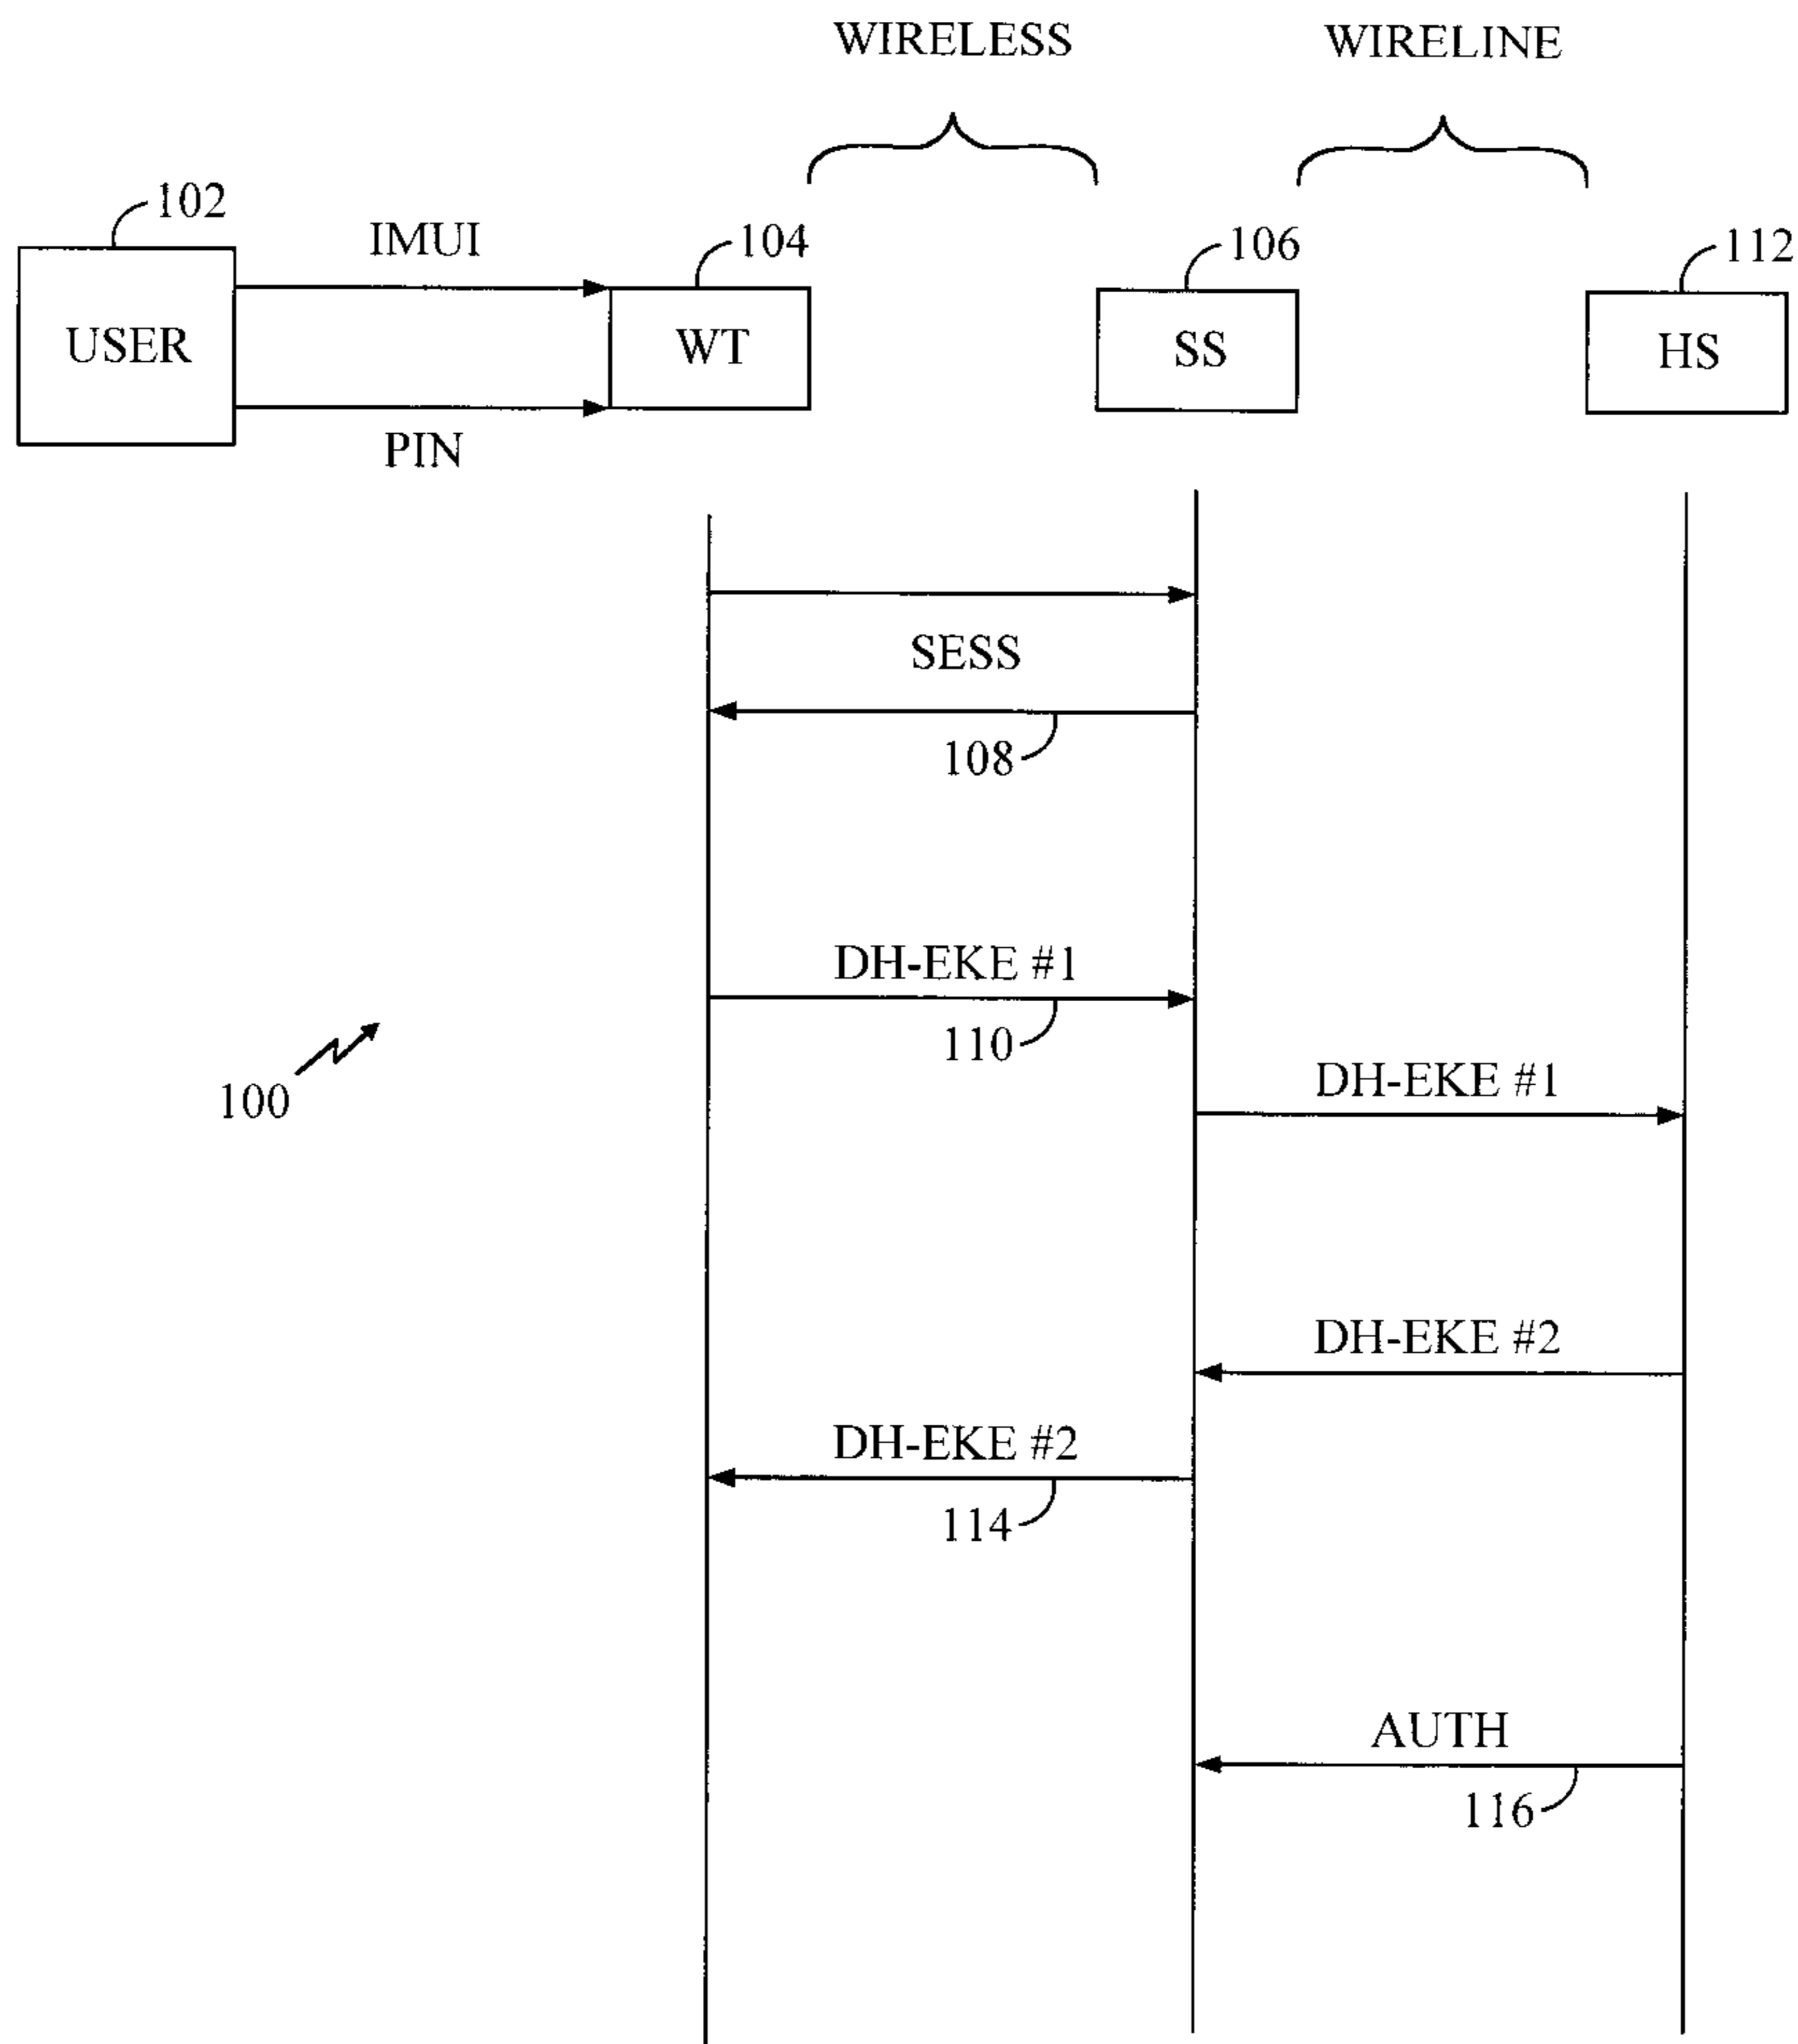 WIRELESS
WIRELINE
102
IMUI
104
106
112
USER
WT
SS
HS
PIN
SESS
108
DH-EKE #1
110
100
DH-EKE #1
DH-EKE #2
DH-EKE #2
114
AUTH
116